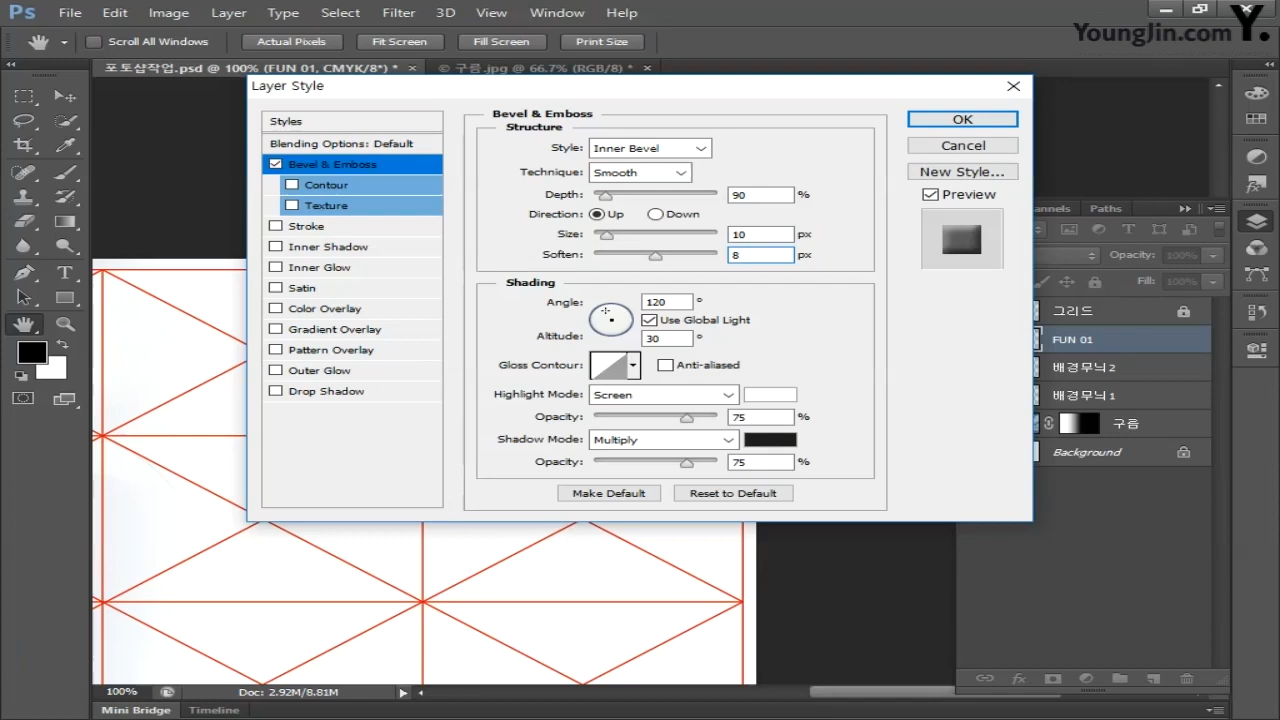 Ps File Edit Image Layer Type Select Filter 3D View Window Help
YoungJin.com Y.
Scroll All Windows Actual Pixels Fit Screen Fill Screen Print Size
포토샵작업.psd @ 100% (FUN 01, CMYK/8*) * × © 구름.jpg @ 66.7% (RGB/8) * ×
Layer Style
Styles
Blending Options: Default
Bevel & Emboss
Contour
Texture
Stroke
Inner Shadow
Inner Glow
Satin
Color Overlay
Gradient Overlay
Pattern Overlay
Outer Glow
Drop Shadow
Bevel & Emboss
Structure
Style: Inner Bevel
Technique: Smooth
Depth: 90 %
Direction: Up Down
Size: 10 px
Soften: 8 px
Shading
Angle: 120 °
Use Global Light
Altitude: 30 °
Gloss Contour: Anti-aliased
Highlight Mode: Screen
Opacity: 75 %
Shadow Mode: Multiply
Opacity: 75 %
Make Default Reset to Default
OK
Cancel
New Style...
Preview
annels Paths
Opacity: 100%
Fill: 100%
그리드
FUN 01
배경무늬2
배경무늬1
구름
Background
fx
100% Doc: 2.92M/8.81M
Mini Bridge Timeline